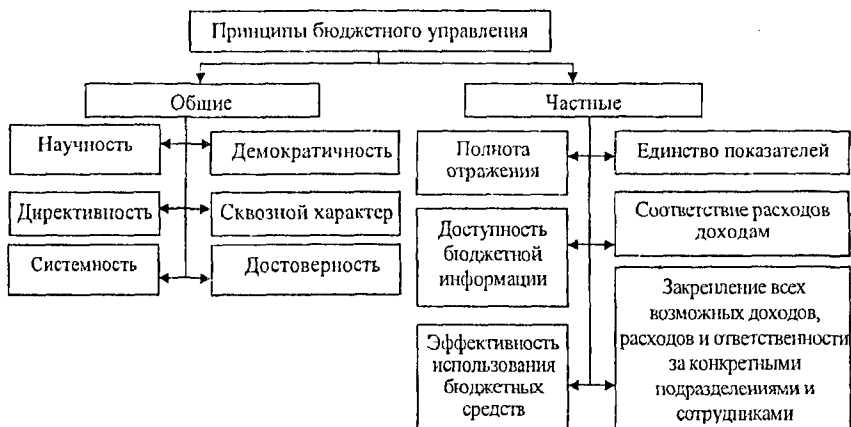 Принципы бюджетного управления
Общие
Частные
Научность
Демократичность
Директивность
Сквозной характер
Системность
Достоверность
Полнота
отражения
Единство показателей
Доступность
бюджетной
информации
Соответствие расходов
доходам
Эффективность
использования
бюджетных
средств
Закрепление всех
возможных доходов,
расходов и ответственности
за конкретными
подразделениями и
сотрудниками